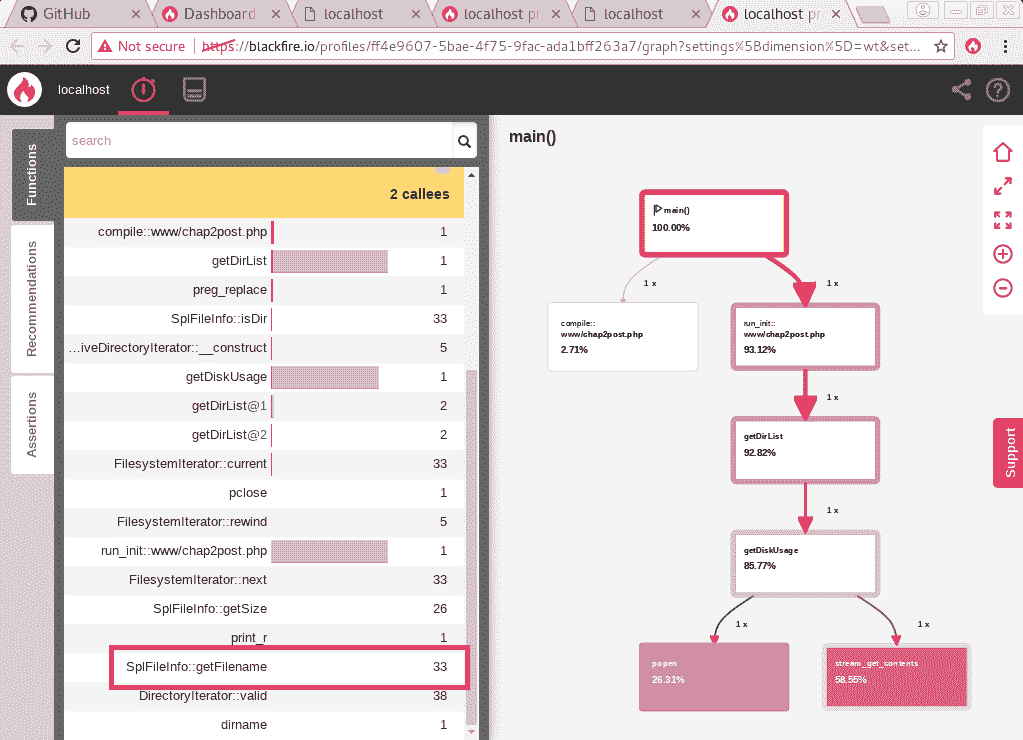 GitHub
Dashboard
localhost
localhost pr
localhost
localhost pr
Not secure
https://blackfire.io/profiles/ff4e9607-5bae-4f75-9fac-ada1bff263a7/graph?settings%5Bdimension%5D=wt&set...
localhost
Functions
Recommendations
Assertions
search
2 callees
compile::www/chap2post.php 1
getDirList 1
preg_replace 1
SplFileInfo::isDir 33
...iveDirectoryIterator::__construct 5
getDiskUsage 1
getDirList@1 2
getDirList@2 2
FilesystemIterator::current 33
pclose 1
FilesystemIterator::rewind 5
run_init::www/chap2post.php 1
FilesystemIterator::next 33
SplFileInfo::getSize 26
print_r 1
SplFileInfo::getFilename 33
DirectoryIterator::valid 38
dirname 1
main()
main()
100.00%
1 x
1 x
compile::
www/chap2post.php
2.71%
run_init::
www/chap2post.php
93.12%
1 x
getDirList
92.82%
1 x
getDiskUsage
85.77%
1 x
1 x
popen
26.31%
stream_get_contents
58.55%
Support